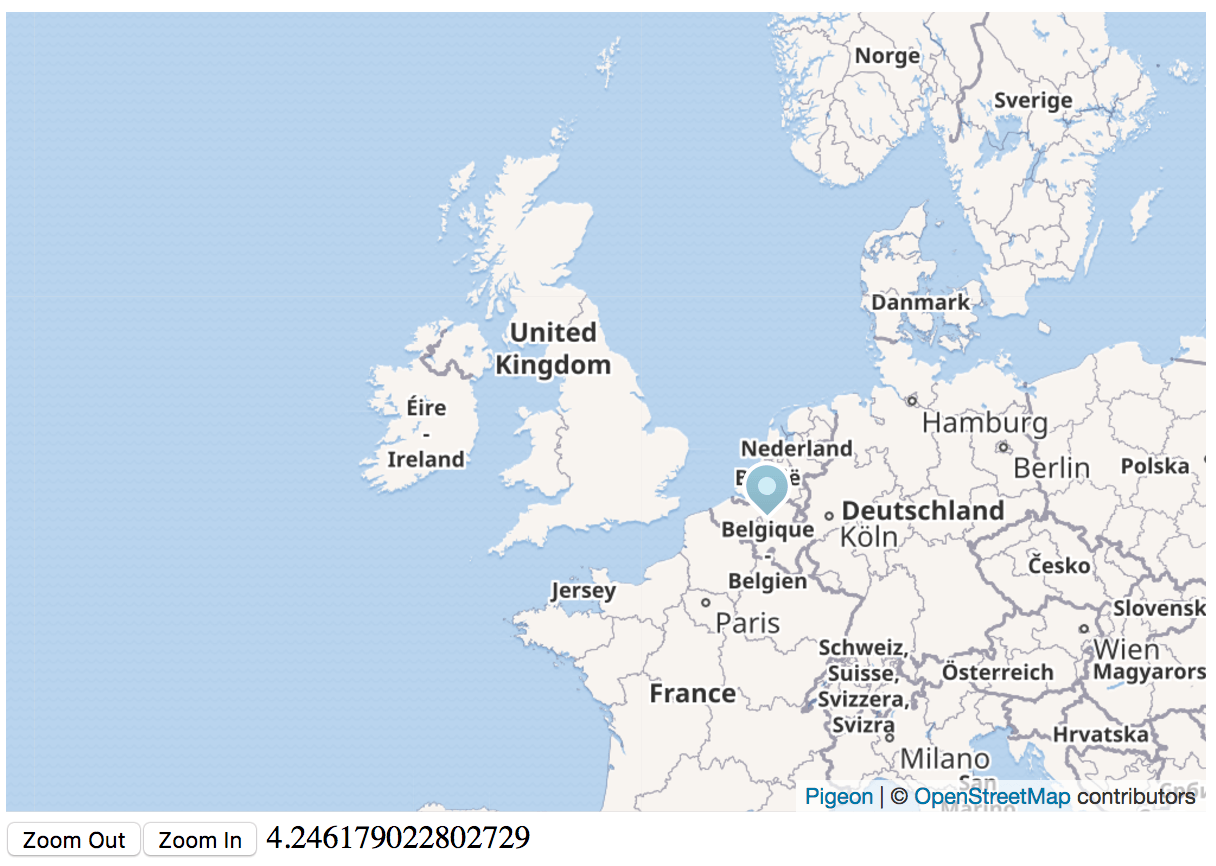 Norge
Sverige
Danmark
United
Kingdom
Éire
-
Ireland
Hamburg
Nederland
Berlin
Polska
Deutschland
Belgique
-
Belgien
Köln
Česko
Jersey
Paris
Slovensk
Wien
Schweiz,
Suisse,
Svizzera,
Svizra
Österreich
Magyarors
France
Hrvatska
Milano
San
Pigeon | © OpenStreetMap contributors
Zoom Out Zoom In 4.246179022802729